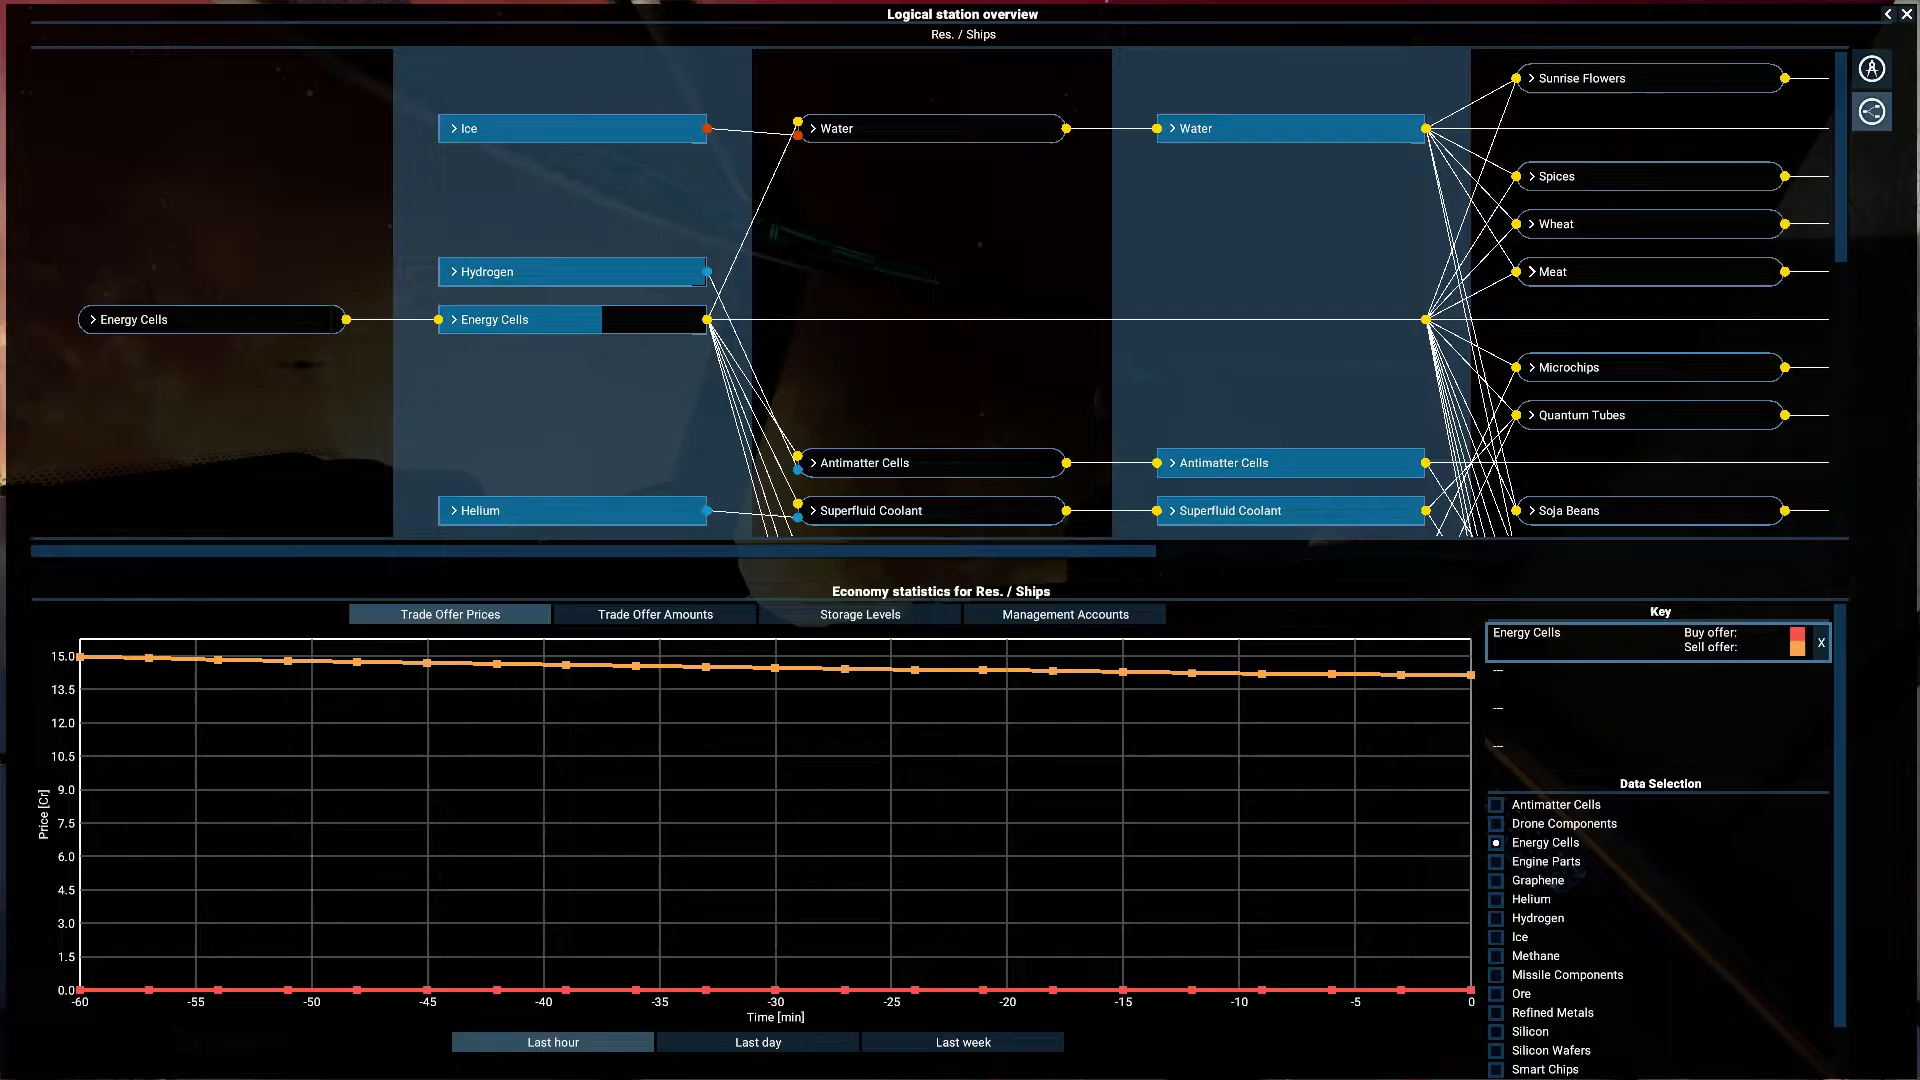 Logical station overview
Res. / Ships
Sunrise Flowers
Ice
Water
Water
Spices
Wheat
Hydrogen
Meat
Energy Cells
Energy Cells
Microchips
Quantum Tubes
Antimatter Cells
Antimatter Cells
Helium
Superfluid Coolant
Superfluid Coolant
Soja Beans
Economy statistics for Res. / Ships
Trade Offer Prices
Trade Offer Amounts
Storage Levels
Management Accounts
15.0
13.5
12.0
10.5
9.0
7.5
6.0
4.5
3.0
1.5
0.0
Price [Cr]
-60 -55 -50 -45 -40 -35 -30 -25 -20 -15 -10 -5 0
Time [min]
Last hour
Last day
Last week
Key
Energy Cells
Buy offer:
Sell offer:
X
---
---
---
Data Selection
Antimatter Cells
Drone Components
Energy Cells
Engine Parts
Graphene
Helium
Hydrogen
Ice
Methane
Missile Components
Ore
Refined Metals
Silicon
Silicon Wafers
Smart Chips